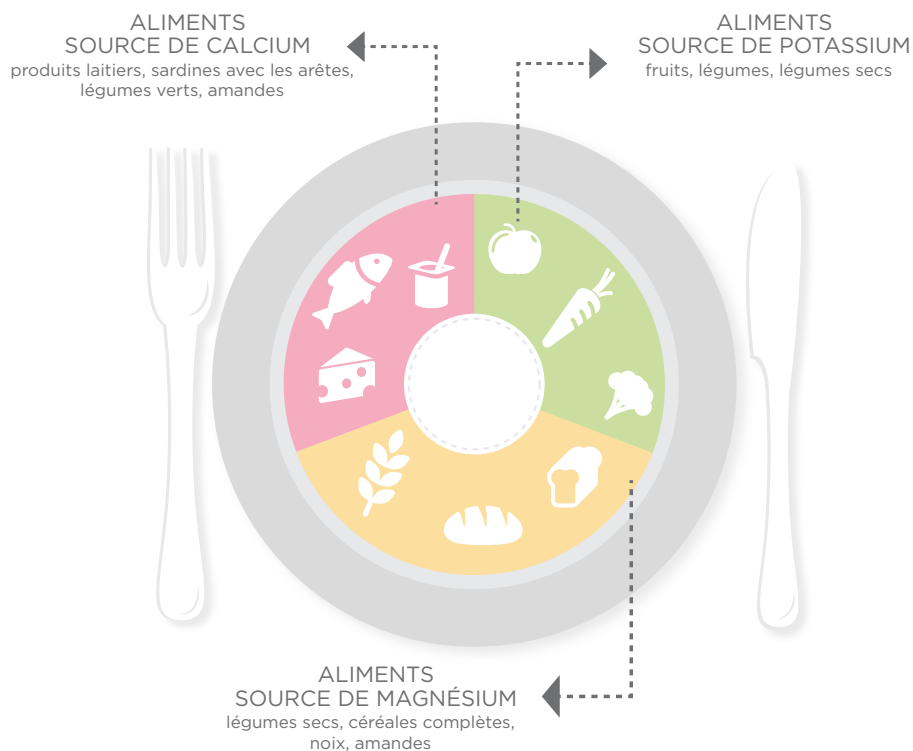 ALIMENTS
SOURCE DE CALCIUM
produits laitiers, sardines avec les arêtes,
légumes verts, amandes
ALIMENTS
SOURCE DE POTASSIUM
fruits, légumes, légumes secs
ALIMENTS
SOURCE DE MAGNÉSIUM
légumes secs, céréales complètes,
noix, amandes